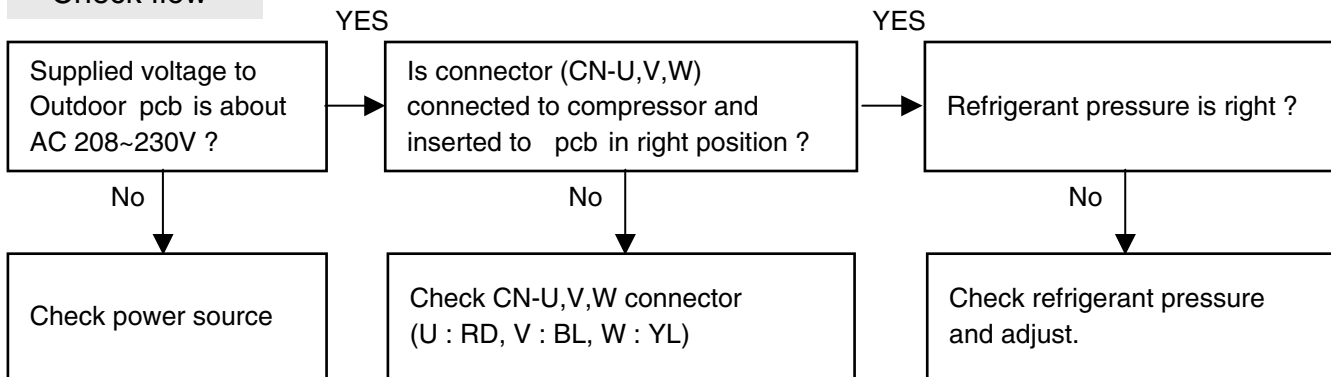 Check flow
YES
YES
Supplied voltage to
Outdoor pcb is about
AC 208~230V ?
Is connector (CN-U,V,W)
connected to compressor and
inserted to pcb in right position ?
Refrigerant pressure is right ?
No
No
No
Check power source
Check CN-U,V,W connector
(U : RD, V : BL, W : YL)
Check refrigerant pressure
and adjust.